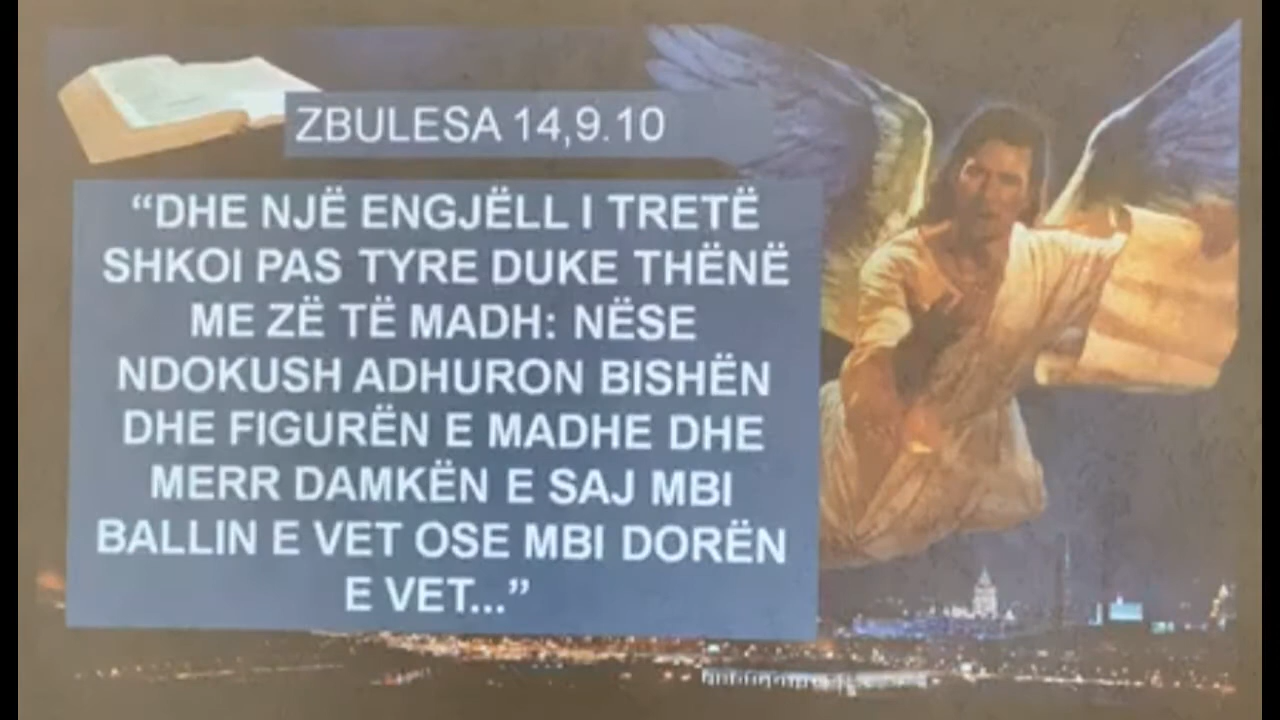 ZBULESA 14,9.10
“DHE NJË ENGJËLL I TRETË
SHKOI PAS TYRE DUKE THËNË
ME ZË TË MADH: NËSE
NDOKUSH ADHURON BISHËN
DHE FIGURËN E MADHE DHE
MERR DAMKËN E SAJ MBI
BALLIN E VET OSE MBI DORËN
E VET...”